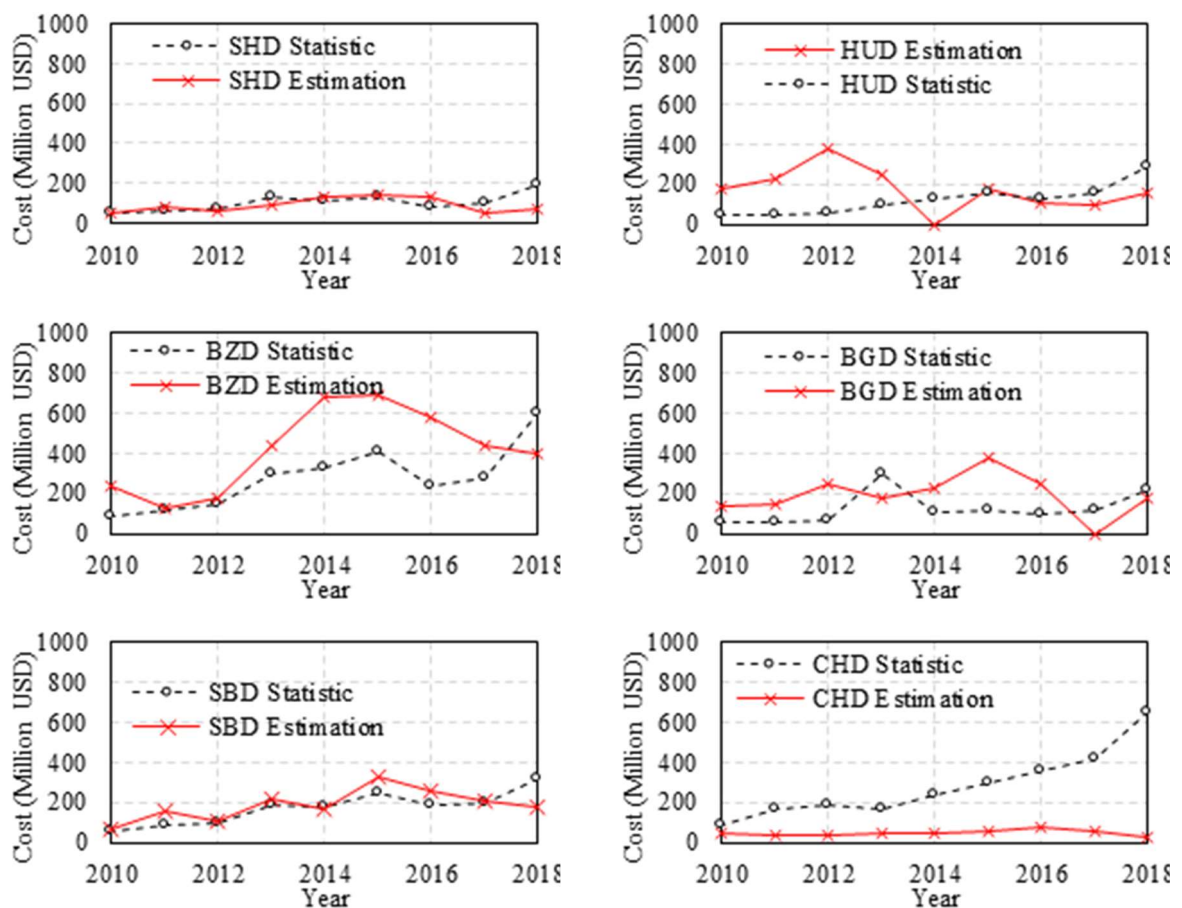 1000
800
600
400
200
0
Cost (Million USD)
SHD Statistic
SHD Estimation
2010 2012 2014 2016 2018
Year
1000
800
600
400
200
0
Cost (Million USD)
HUD Estimation
HUD Statistic
2010 2012 2014 2016 2018
Year
1000
800
600
400
200
0
Cost (Million USD)
BZD Statistic
BZD Estimation
2010 2012 2014 2016 2018
Year
1000
800
600
400
200
0
Cost (Million USD)
BGD Statistic
BGD Estimation
2010 2012 2014 2016 2018
Year
1000
800
600
400
200
0
Cost (Million USD)
SBD Statistic
SBD Estimation
2010 2012 2014 2016 2018
Year
1000
800
600
400
200
0
Cost (Million USD)
CHD Statistic
CHD Estimation
2010 2012 2014 2016 2018
Year